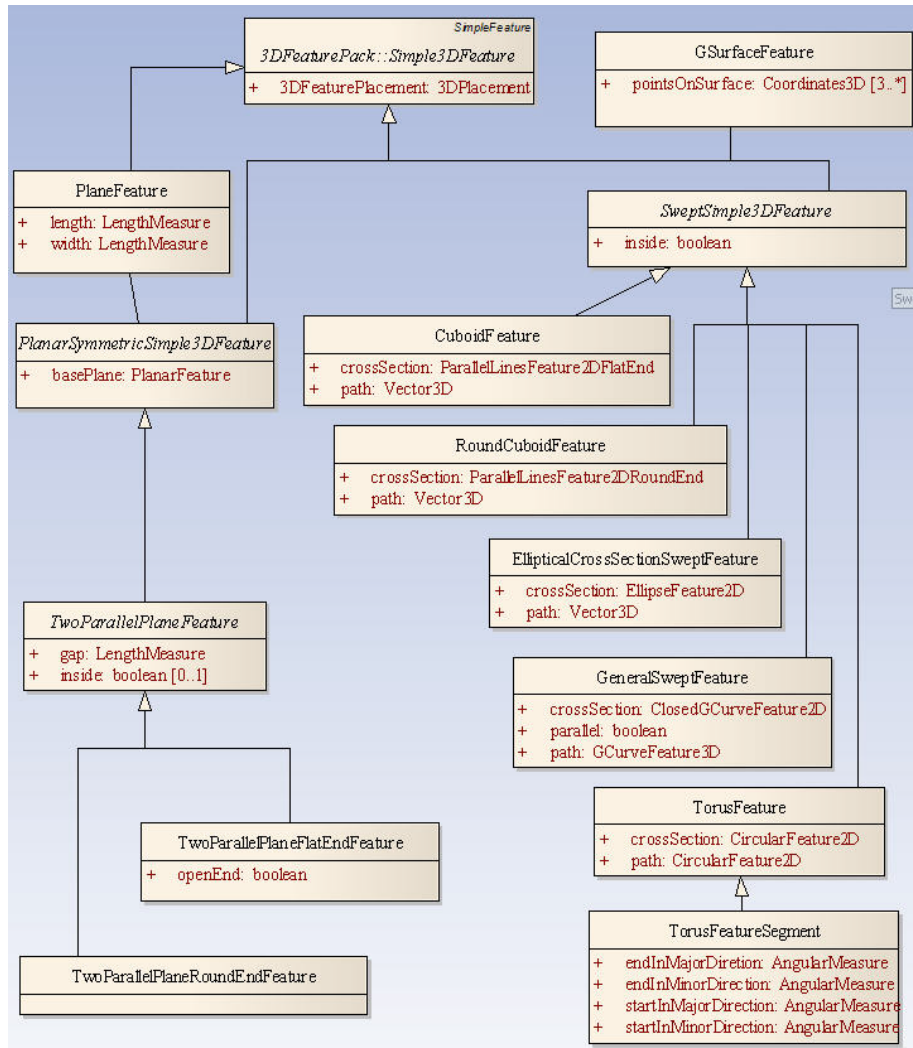 SimpleFeature
3DFeaturePack::Simple3DFeature
+ 3DFeaturePlacement: 3DPlacement
GSurfaceFeature
+ pointsOnSurface: Coordinates3D [3..*]
PlaneFeature
+ length: LengthMeasure
+ width: LengthMeasure
SweptSimple3DFeature
+ inside: boolean
Sw
PlanarSymmetricSimple3DFeature
+ basePlane: PlanarFeature
CuboidFeature
+ crossSection: ParallelLinesFeature2DFlatEnd
+ path: Vector3D
RoundCuboidFeature
+ crossSection: ParallelLinesFeature2DRoundEnd
+ path: Vector3D
EllipticalCrossSectionSweptFeature
+ crossSection: EllipseFeature2D
+ path: Vector3D
TwoParallelPlaneFeature
+ gap: LengthMeasure
+ inside: boolean [0..1]
GeneralSweptFeature
+ crossSection: ClosedGCurveFeature2D
+ parallel: boolean
+ path: GCurveFeature3D
TorusFeature
+ crossSection: CircularFeature2D
+ path: CircularFeature2D
TwoParallelPlaneFlatEndFeature
+ openEnd: boolean
TorusFeatureSegment
+ endInMajorDiretion: AngularMeasure
+ endInMinorDirection: AngularMeasure
+ startInMajorDirection: AngularMeasure
+ startInMinorDirection: AngularMeasure
TwoParallelPlaneRoundEndFeature